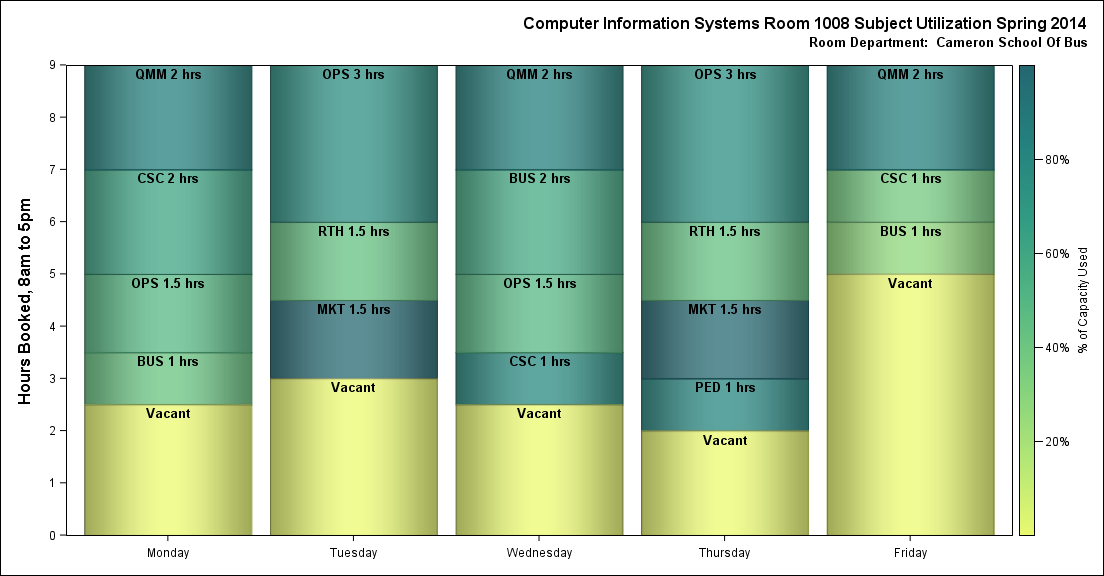 Computer Information Systems Room 1008 Subject Utilization Spring 2014
Room Department:  Cameron School Of Bus
Hours Booked, 8am to 5pm
9
8
7
6
5
4
3
2
1
0
QMM 2 hrs
CSC 2 hrs
OPS 1.5 hrs
BUS 1 hrs
Vacant
Monday
OPS 3 hrs
RTH 1.5 hrs
MKT 1.5 hrs
Vacant
Tuesday
QMM 2 hrs
BUS 2 hrs
OPS 1.5 hrs
CSC 1 hrs
Vacant
Wednesday
OPS 3 hrs
RTH 1.5 hrs
MKT 1.5 hrs
PED 1 hrs
Vacant
Thursday
QMM 2 hrs
CSC 1 hrs
BUS 1 hrs
Vacant
Friday
80%
60%
40%
20%
% of Capacity Used